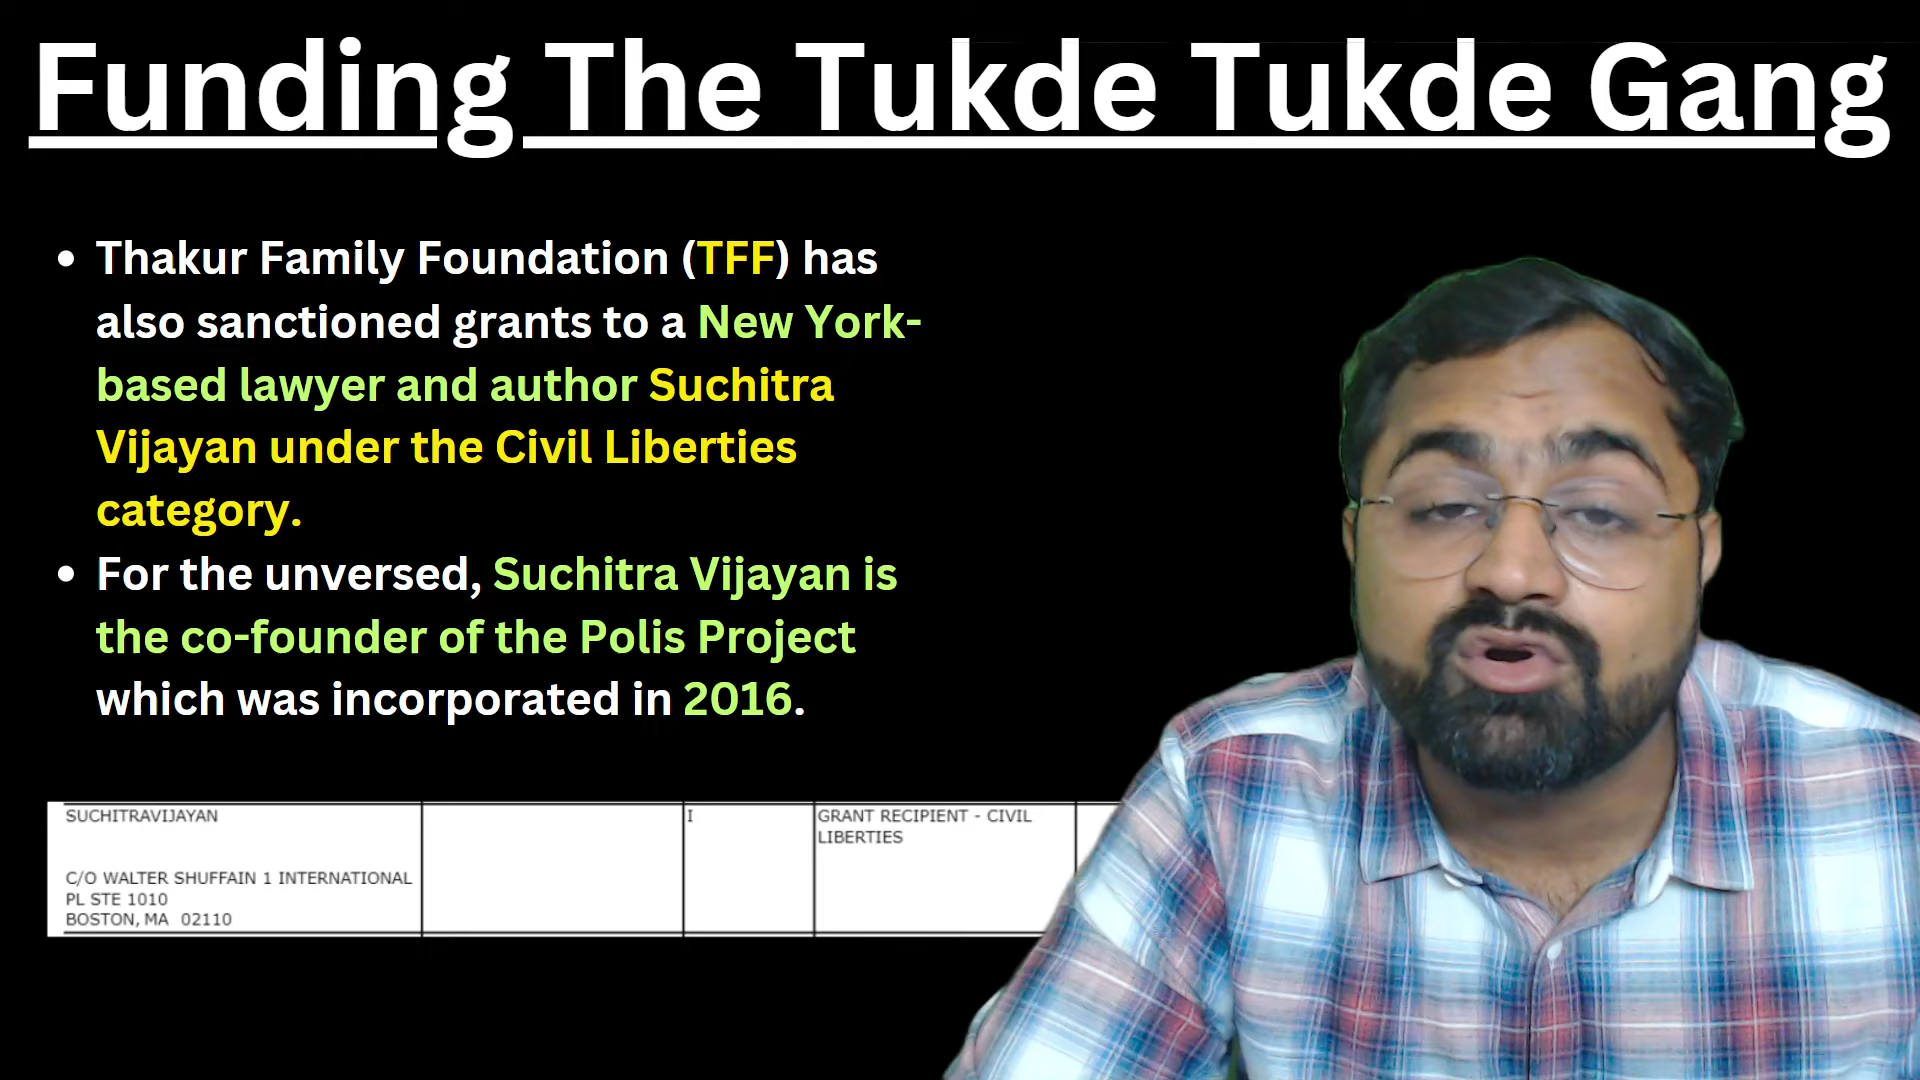 Funding The Tukde Tukde Gang
• Thakur Family Foundation (TFF) has
also sanctioned grants to a New York-
based lawyer and author Suchitra
Vijayan under the Civil Liberties
category.
• For the unversed, Suchitra Vijayan is
the co-founder of the Polis Project
which was incorporated in 2016.
SUCHITRAVIJAYAN I GRANT RECIPIENT - CIVIL
LIBERTIES
C/O WALTER SHUFFAIN 1 INTERNATIONAL
PL STE 1010
BOSTON, MA 02110